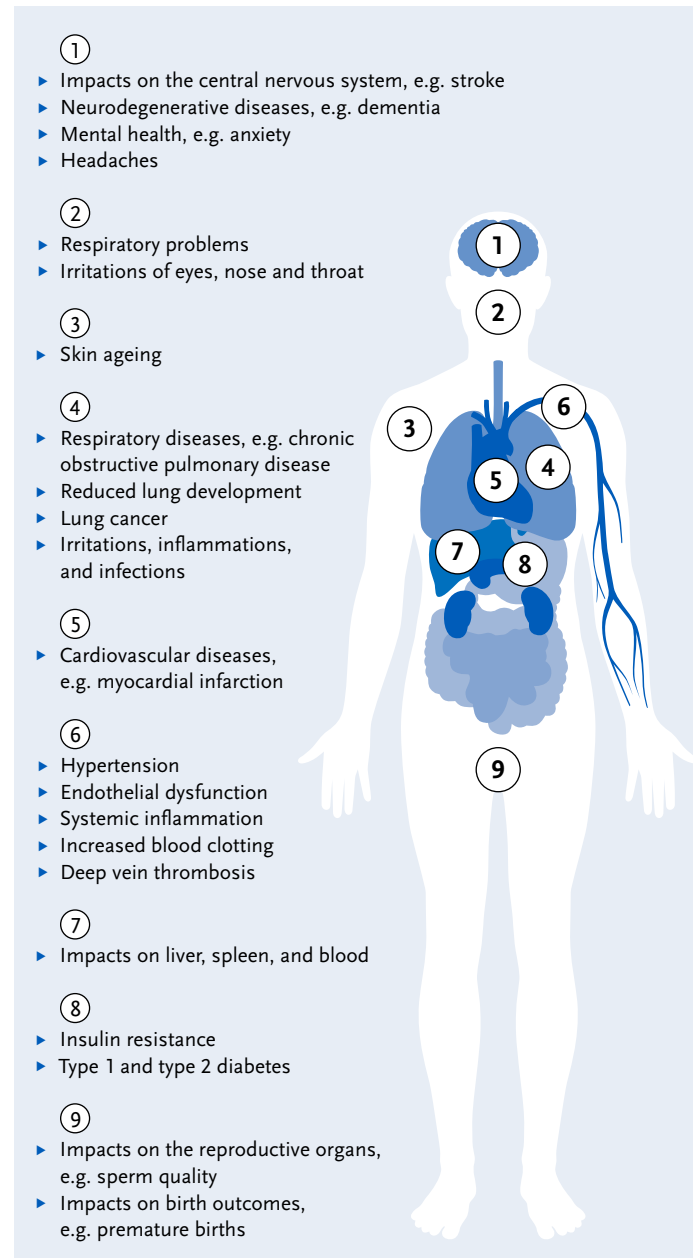 1
▸ Impacts on the central nervous system, e.g. stroke
▸ Neurodegenerative diseases, e.g. dementia
▸ Mental health, e.g. anxiety
▸ Headaches
2
▸ Respiratory problems
▸ Irritations of eyes, nose and throat
3
▸ Skin ageing
4
▸ Respiratory diseases, e.g. chronic
obstructive pulmonary disease
▸ Reduced lung development
▸ Lung cancer
▸ Irritations, inflammations,
and infections
5
▸ Cardiovascular diseases,
e.g. myocardial infarction
6
▸ Hypertension
▸ Endothelial dysfunction
▸ Systemic inflammation
▸ Increased blood clotting
▸ Deep vein thrombosis
7
▸ Impacts on liver, spleen, and blood
8
▸ Insulin resistance
▸ Type 1 and type 2 diabetes
9
▸ Impacts on the reproductive organs,
e.g. sperm quality
▸ Impacts on birth outcomes,
e.g. premature births
1
2
3
6
4
5
7
8
9